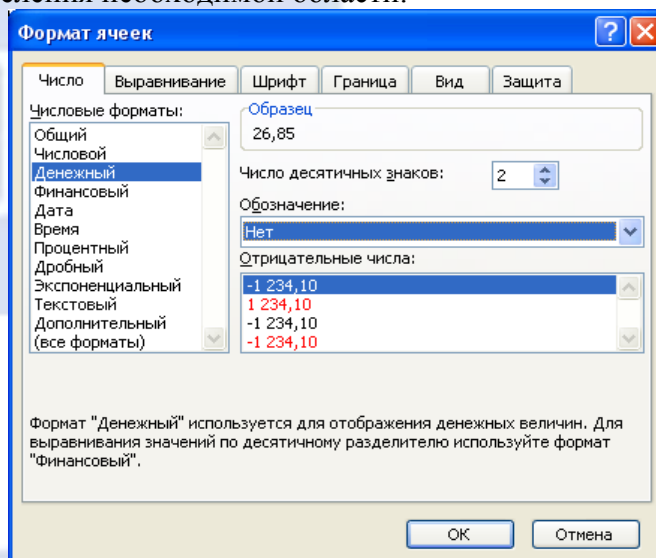 необходимой области.
Формат ячеек
Число Выравнивание Шрифт Граница Вид Защита
Числовые форматы:
Общий
Числовой
Денежный
Финансовый
Дата
Время
Процентный
Дробный
Экспоненциальный
Текстовый
Дополнительный
(все форматы)
Образец
26,85
Число десятичных знаков: 2
Обозначение:
Нет
Отрицательные числа:
-1 234,10
1 234,10
-1 234,10
-1 234,10
Формат "Денежный" используется для отображения денежных величин. Для
выравнивания значений по десятичному разделителю используйте формат
"Финансовый".
ОК Отмена